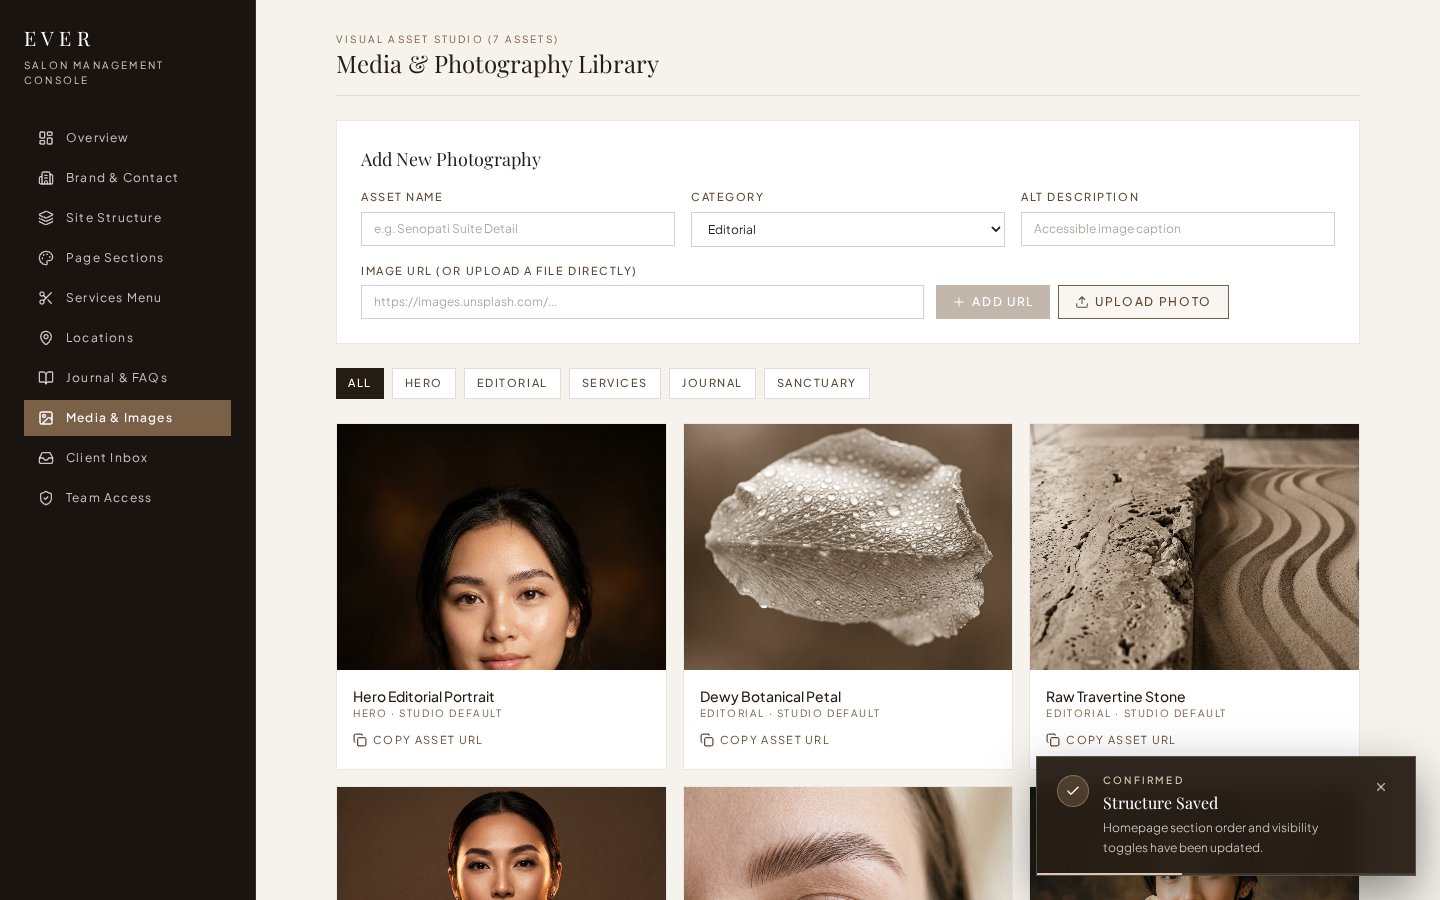 EVER
SALON MANAGEMENT
CONSOLE
Overview
Brand & Contact
Site Structure
Page Sections
Services Menu
Locations
Journal & FAQs
Media & Images
Client Inbox
Team Access
VISUAL ASSET STUDIO (7 ASSETS)
Media & Photography Library
Add New Photography
ASSET NAME
CATEGORY
ALT DESCRIPTION
e.g. Senopati Suite Detail
Editorial
Accessible image caption
IMAGE URL (OR UPLOAD A FILE DIRECTLY)
https://images.unsplash.com/...
ADD URL
UPLOAD PHOTO
ALL
HERO
EDITORIAL
SERVICES
JOURNAL
SANCTUARY
Hero Editorial Portrait
HERO · STUDIO DEFAULT
COPY ASSET URL
Dewy Botanical Petal
EDITORIAL · STUDIO DEFAULT
COPY ASSET URL
Raw Travertine Stone
EDITORIAL · STUDIO DEFAULT
COPY ASSET URL
CONFIRMED
Structure Saved
Homepage section order and visibility
toggles have been updated.